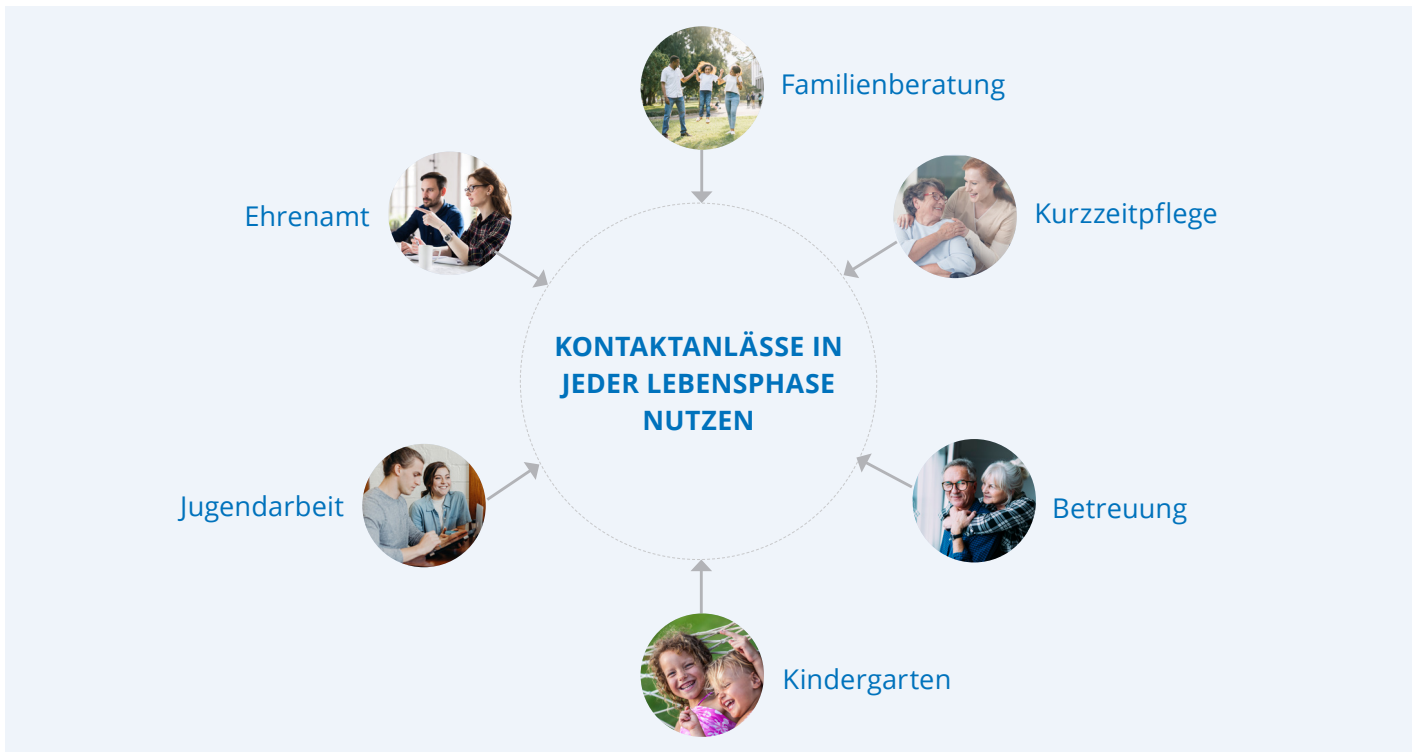 Familienberatung
Ehrenamt
Kurzzeitpflege
KONTAKTANLÄSSE IN
JEDER LEBENSPHASE
NUTZEN
Jugendarbeit
Betreuung
Kindergarten